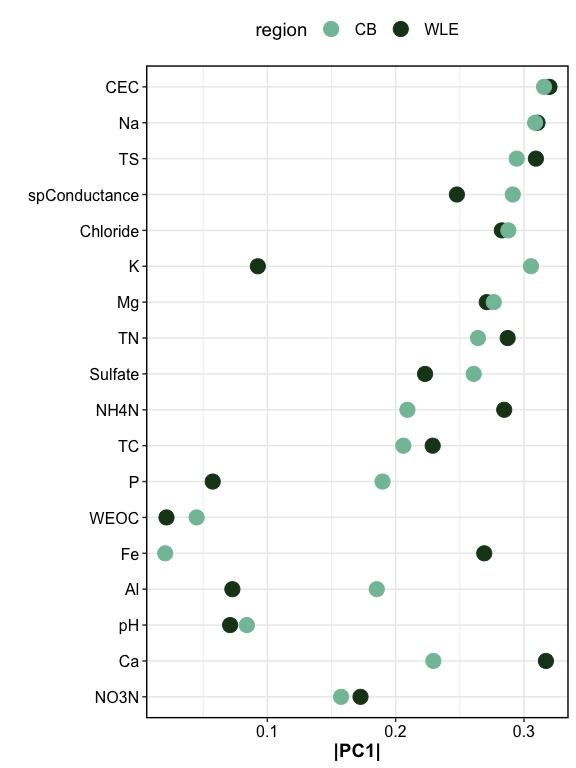 region CB WLE
CEC
Na
TS
spConductance
Chloride
K
Mg
TN
Sulfate
NH4N
TC
P
WEOC
Fe
Al
pH
Ca
NO3N
0.1 0.2 0.3
|PC1|